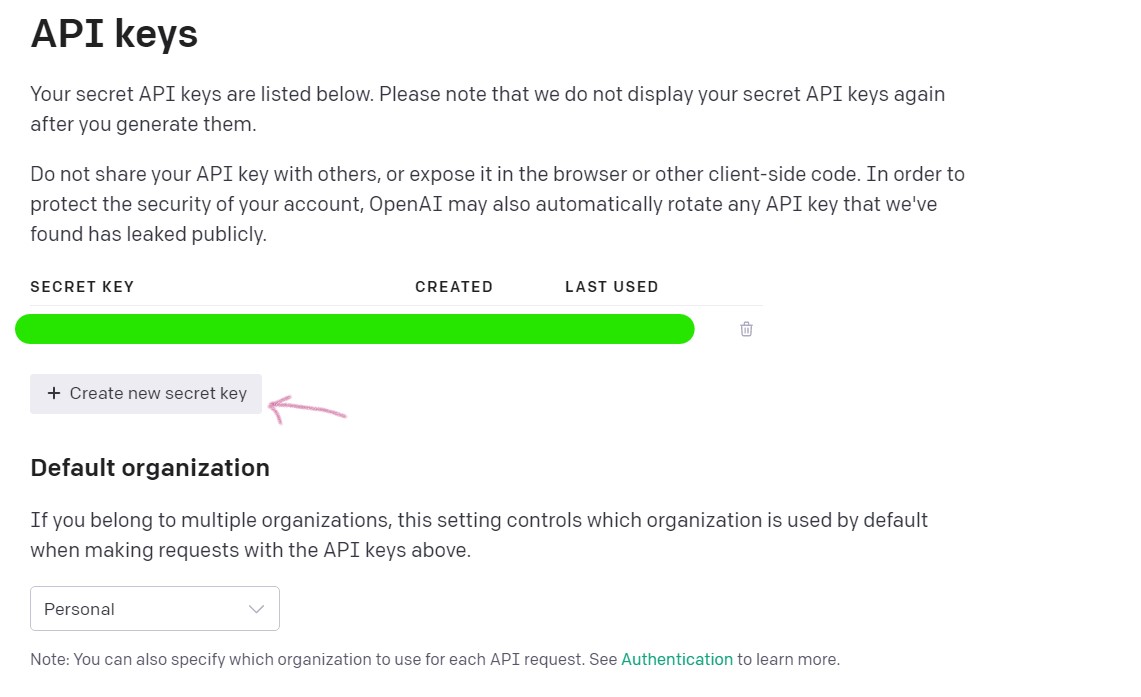 API keys
Your secret API keys are listed below. Please note that we do not display your secret API keys again
after you generate them.
Do not share your API key with others, or expose it in the browser or other client-side code. In order to
protect the security of your account, OpenAI may also automatically rotate any API key that we've
found has leaked publicly.
SECRET KEY CREATED LAST USED
+ Create new secret key
Default organization
If you belong to multiple organizations, this setting controls which organization is used by default
when making requests with the API keys above.
Personal
Note: You can also specify which organization to use for each API request. See Authentication to learn more.